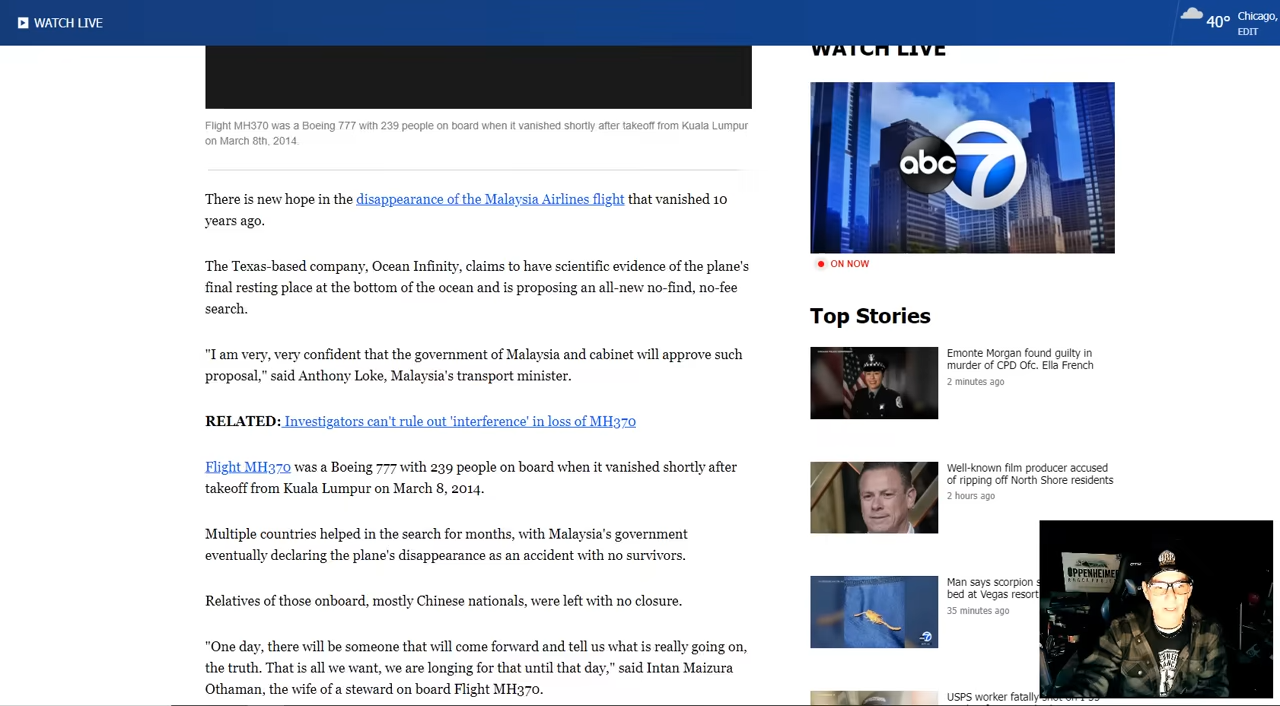 WATCH LIVE
40°
Chicago,
EDIT
WATCH LIVE
Flight MH370 was a Boeing 777 with 239 people on board when it vanished shortly after takeoff from Kuala Lumpur
on March 8th, 2014.
There is new hope in the disappearance of the Malaysia Airlines flight that vanished 10
years ago.
The Texas-based company, Ocean Infinity, claims to have scientific evidence of the plane's
final resting place at the bottom of the ocean and is proposing an all-new no-find, no-fee
search.
"I am very, very confident that the government of Malaysia and cabinet will approve such
proposal," said Anthony Loke, Malaysia's transport minister.
RELATED: Investigators can't rule out 'interference' in loss of MH370
Flight MH370 was a Boeing 777 with 239 people on board when it vanished shortly after
takeoff from Kuala Lumpur on March 8, 2014.
Multiple countries helped in the search for months, with Malaysia's government
eventually declaring the plane's disappearance as an accident with no survivors.
Relatives of those onboard, mostly Chinese nationals, were left with no closure.
"One day, there will be someone that will come forward and tell us what is really going on,
the truth. That is all we want, we are longing for that until that day," said Intan Maizura
Othaman, the wife of a steward on board Flight MH370.
abc 7
ON NOW
Top Stories
Emonte Morgan found guilty in
murder of CPD Ofc. Ella French
2 minutes ago
Well-known film producer accused
of ripping off North Shore residents
2 hours ago
Man says scorpion s
bed at Vegas resort
35 minutes ago
USPS worker fatally shot on I-55
OPPENHEIMER